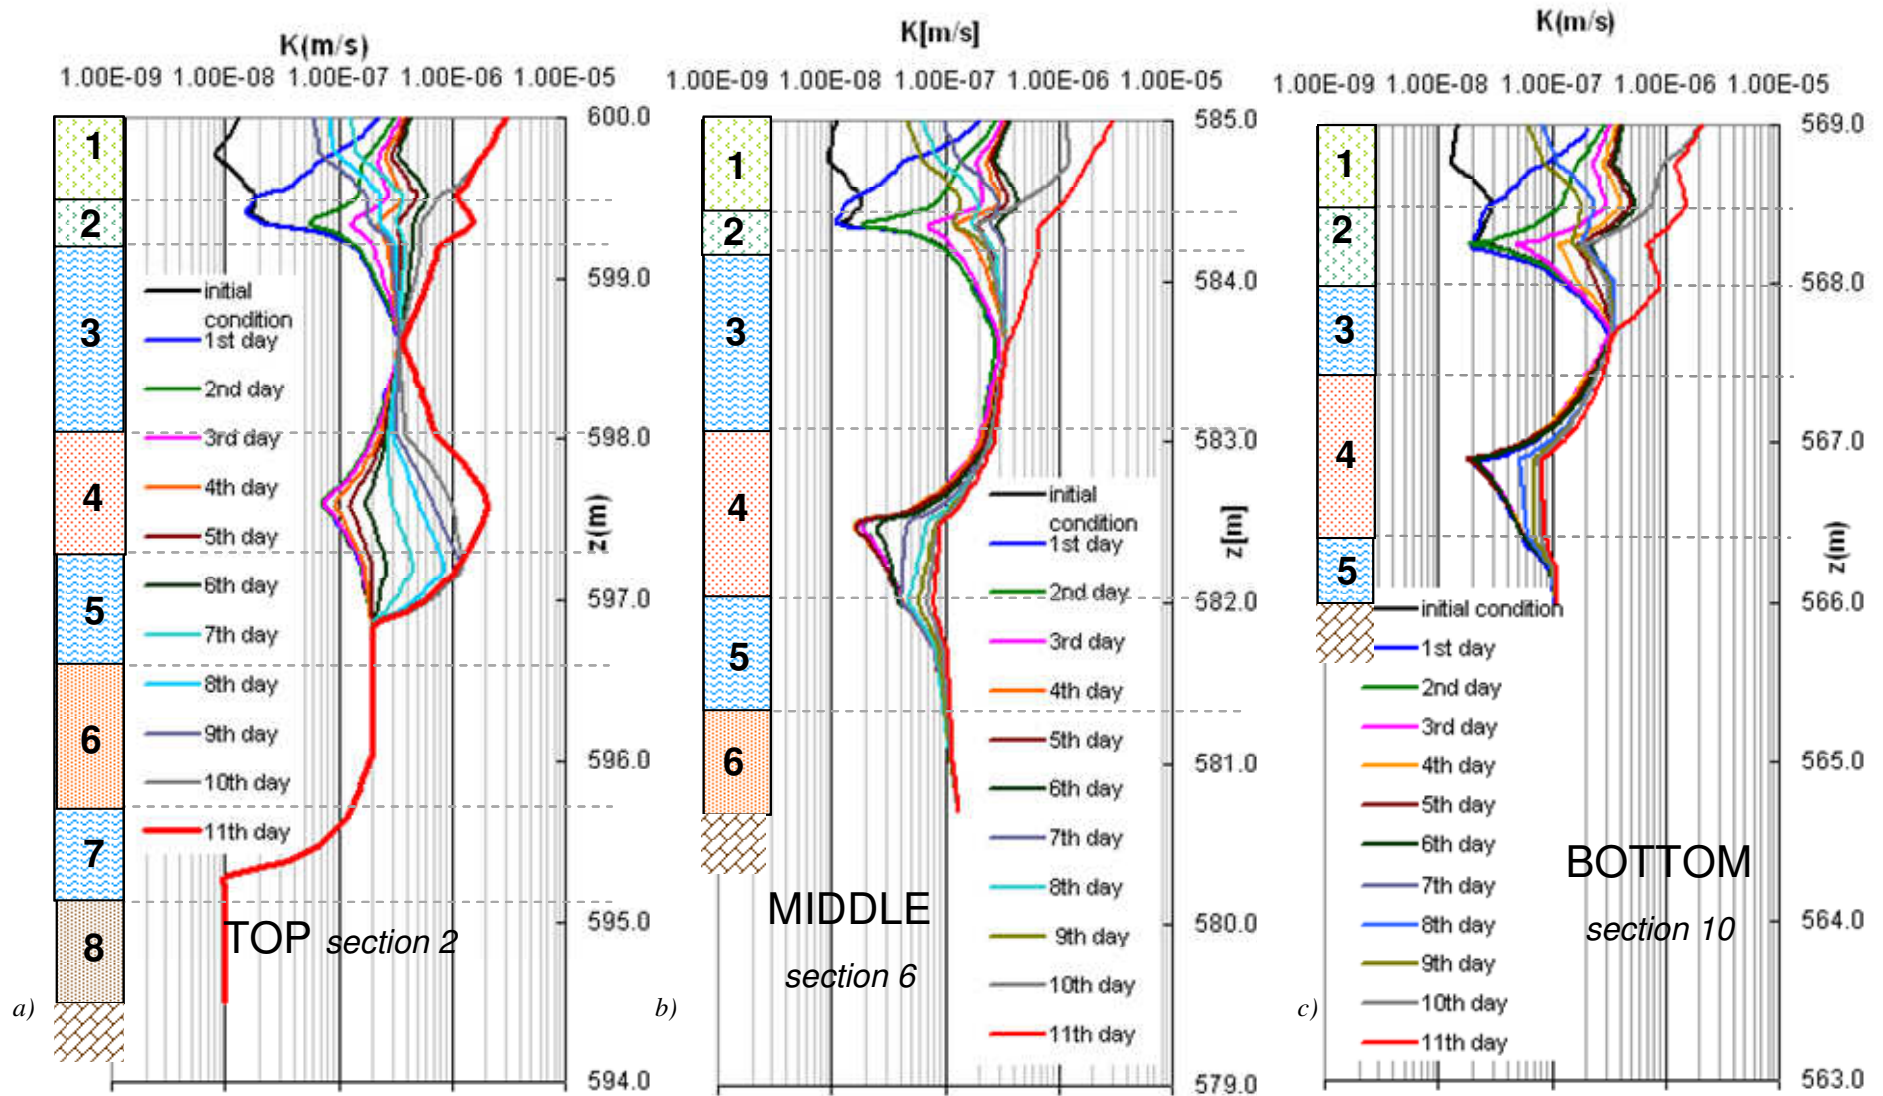 K(m/s)
1.00E-09 1.00E-08 1.00E-07 1.00E-06 1.00E-05
600.0
599.0
598.0
597.0
596.0
595.0
594.0
z(m)
1
2
3
4
5
6
7
8
initial
condition
1st day
2nd day
3rd day
4th day
5th day
6th day
7th day
8th day
9th day
10th day
11th day
TOP section 2
a)
K[m/s]
1.00E-09 1.00E-08 1.00E-07 1.00E-06 1.00E-05
585.0
584.0
583.0
582.0
581.0
580.0
579.0
z[m]
1
2
3
4
5
6
initial
condition
1st day
2nd day
3rd day
4th day
5th day
6th day
7th day
8th day
9th day
10th day
11th day
MIDDLE
section 6
b)
K(m/s)
1.00E-09 1.00E-08 1.00E-07 1.00E-06 1.00E-05
569.0
568.0
567.0
566.0
565.0
564.0
563.0
z(m)
1
2
3
4
5
initial condition
1st day
2nd day
3rd day
4th day
5th day
6th day
7th day
8th day
9th day
10th day
11th day
BOTTOM
section 10
c)